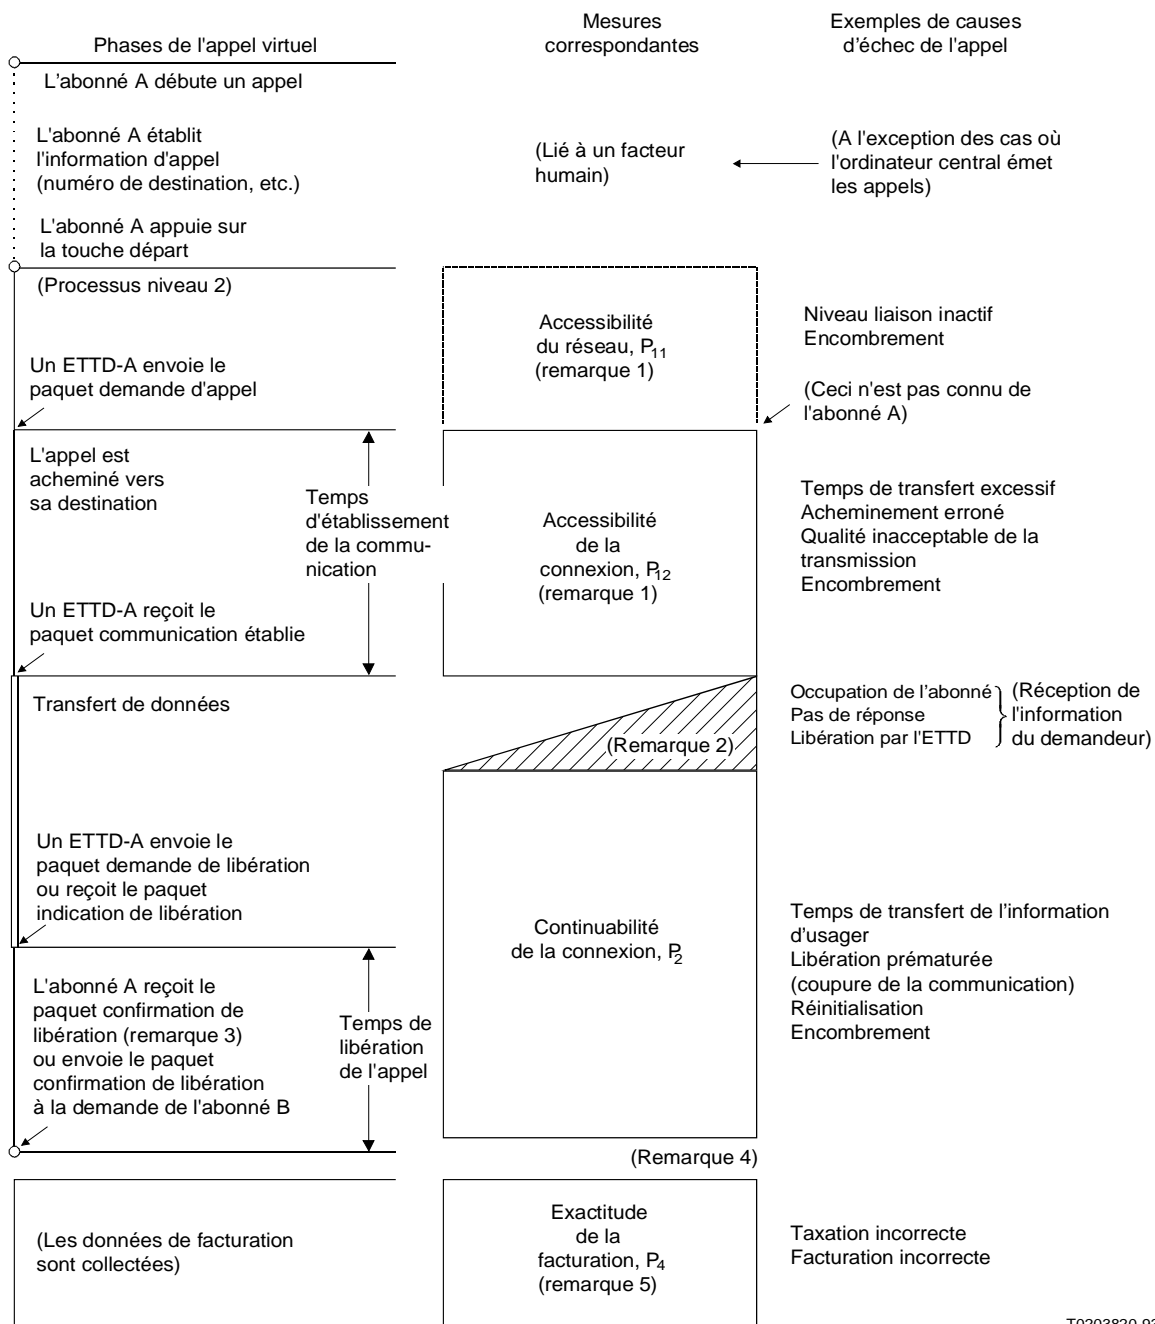 Phases de l'appel virtuel
Mesures
correspondantes
Exemples de causes
d'échec de l'appel
L'abonné A débute un appel
L'abonné A établit
l'information d'appel
(numéro de destination, etc.)
(Lié à un facteur
humain)
(A l'exception des cas où
l'ordinateur central émet
les appels)
L'abonné A appuie sur
la touche départ
(Processus niveau 2)
Accessibilité
du réseau, P11
(remarque 1)
Niveau liaison inactif
Encombrement
Un ETTD-A envoie le
paquet demande d'appel
(Ceci n'est pas connu de
l'abonné A)
L'appel est
acheminé vers
sa destination
Temps
d'établissement
de la commu-
nication
Accessibilité
de la
connexion, P12
(remarque 1)
Temps de transfert excessif
Acheminement erroné
Qualité inacceptable de la
transmission
Encombrement
Un ETTD-A reçoit le
paquet communication établie
Transfert de données
(Remarque 2)
Occupation de l'abonné
Pas de réponse
Libération par l'ETTD
(Réception de
l'information
du demandeur)
Un ETTD-A envoie le
paquet demande de libération
ou reçoit le paquet
indication de libération
Continuabilité
de la connexion, P2
Temps de transfert de l'information
d'usager
Libération prématurée
(coupure de la communication)
Réinitialisation
Encombrement
L'abonné A reçoit le
paquet confirmation de
libération (remarque 3)
ou envoie le paquet
confirmation de libération
à la demande de l'abonné B
Temps de
libération
de l'appel
(Remarque 4)
(Les données de facturation
sont collectées)
Exactitude
de la
facturation, P4
(remarque 5)
Taxation incorrecte
Facturation incorrecte